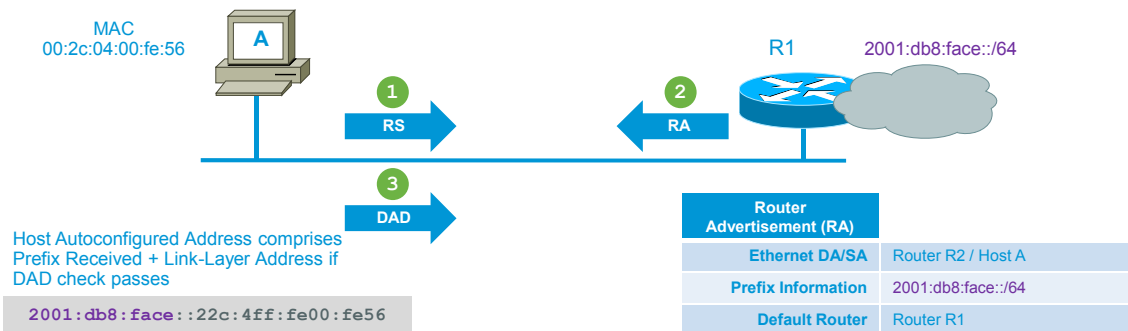 MAC
00:2c:04:00:fe:56
A
R1
2001:db8:face::/64
1
RS
2
RA
3
DAD
Host Autoconfigured Address comprises
Prefix Received + Link-Layer Address if
DAD check passes
2001:db8:face::22c:4ff:fe00:fe56
Router
Advertisement (RA)
Ethernet DA/SA Router R2 / Host A
Prefix Information 2001:db8:face::/64
Default Router Router R1